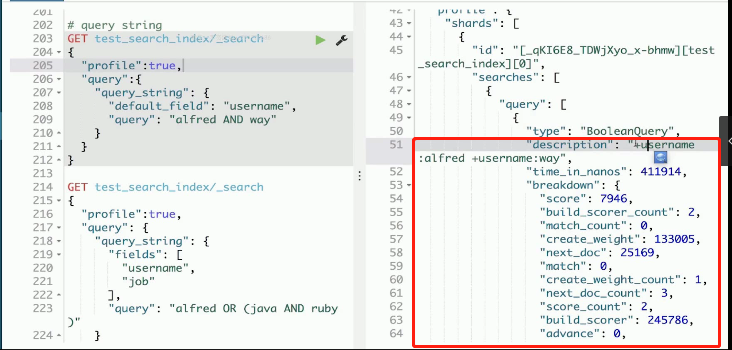 201
202 # query string
203 GET test_search_index/_search
204 {
205 "profile":true,
206 "query":{
207 "query_string": {
208 "default_field": "username",
209 "query": "alfred AND way"
210 }
211 }
212 }
213
214 GET test_search_index/_search
215 {
216 "profile":true,
217 "query": {
218 "query_string": {
219 "fields": [
220 "username",
221 "job"
222 ],
223 "query": "alfred OR (java AND ruby
)"
224 }
42 "profile": {
43 "shards": [
44 {
45 "id": "[_qKI6E8_TDWjXyo_x-bhmw][test
_search_index][0]",
46 "searches": [
47 {
48 "query": [
49 {
50 "type": "BooleanQuery",
51 "description": "+username
:alfred +username:way",
52 "time_in_nanos": 411914,
53 "breakdown": {
54 "score": 7946,
55 "build_scorer_count": 2,
56 "match_count": 0,
57 "create_weight": 133005,
58 "next_doc": 25169,
59 "match": 0,
60 "create_weight_count": 1,
61 "next_doc_count": 3,
62 "score_count": 2,
63 "build_scorer": 245786,
64 "advance": 0,